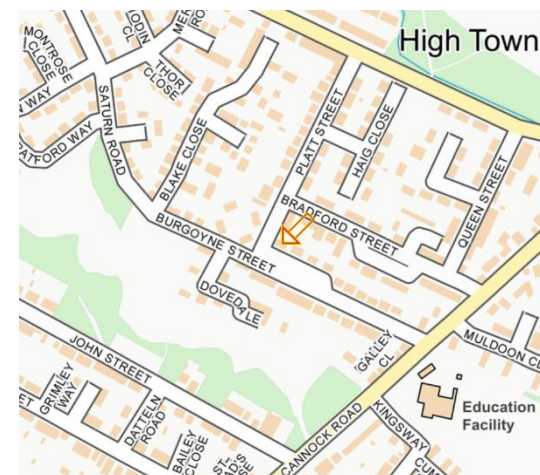 High Town
MONTROSE
CLOSE
THOR
CLOSE
SATURN ROAD
BLAKE CLOSE
PLATT STREET
HAIG CLOSE
QUEEN STREET
BRADFORD STREET
BURGOYNE STREET
DOVEDALE
MULDOON CL
GALLEY
CL
JOHN STREET
GRIMLEY
WAY
DATTELN
ROAD
BAILEY
CLOSE
CANNOCK ROAD
KINGSWAY
Education
Facility